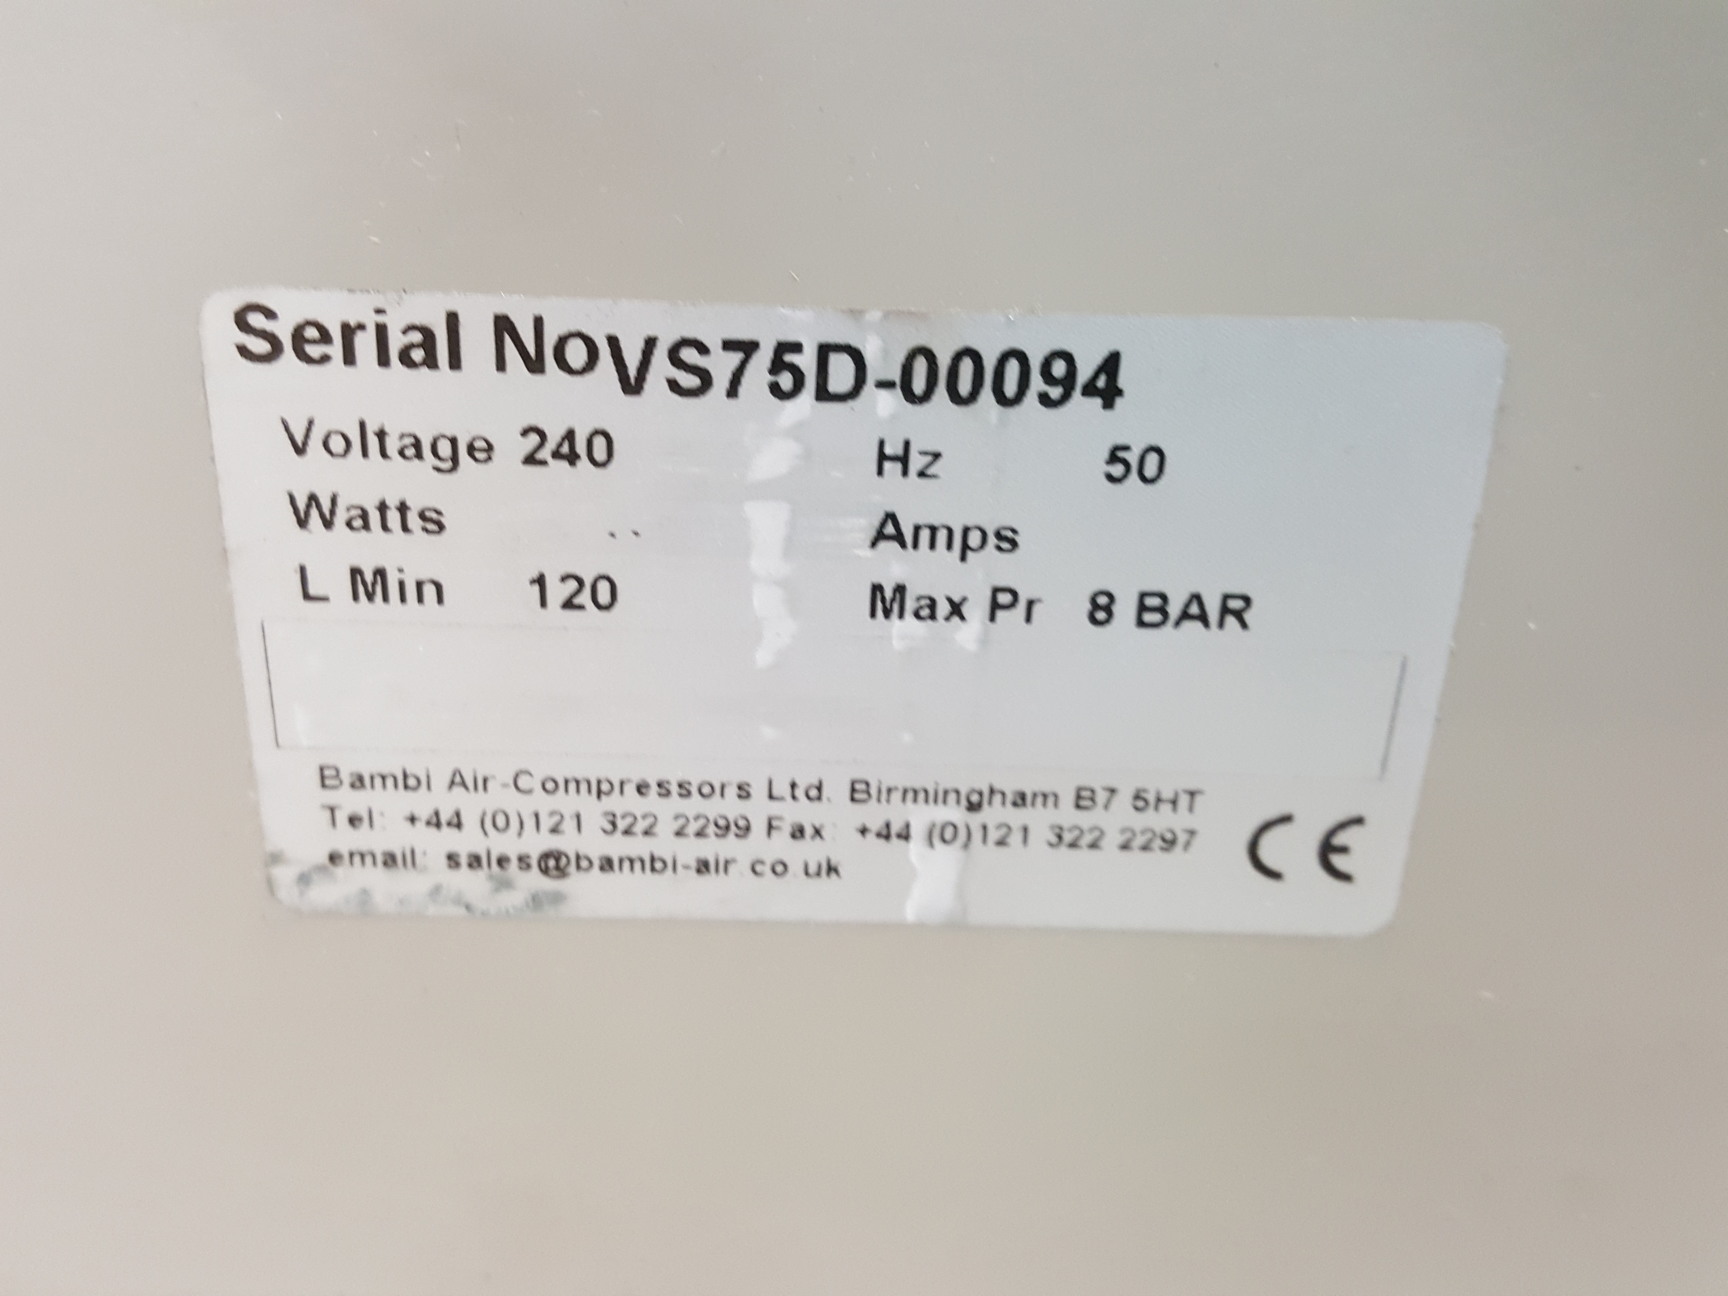 Serial No VS75D-00094
Voltage 240 Hz 50
Watts Amps
L Min 120 Max Pr 8 BAR
Bambi Air-Compressors Ltd. Birmingham B7 5HT
Tel: +44 (0)121 322 2299 Fax: +44 (0)121 322 2297
email: sales@bambi-air.co.uk
CE